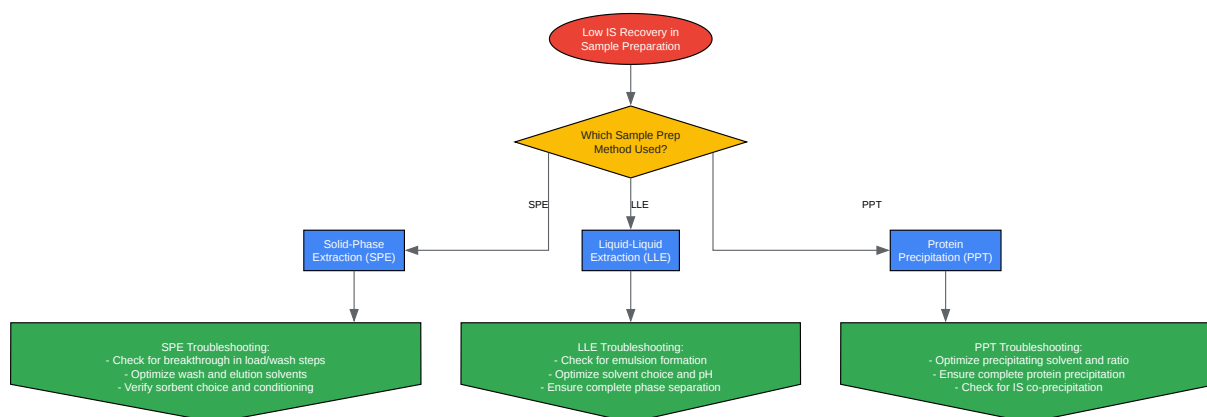 Low IS Recovery in
Sample Preparation
Which Sample Prep
Method Used?
SPE
LLE
PPT
Solid-Phase
Extraction (SPE)
Liquid-Liquid
Extraction (LLE)
Protein
Precipitation (PPT)
SPE Troubleshooting:
- Check for breakthrough in load/wash steps
- Optimize wash and elution solvents
- Verify sorbent choice and conditioning
LLE Troubleshooting:
- Check for emulsion formation
- Optimize solvent choice and pH
- Ensure complete phase separation
PPT Troubleshooting:
- Optimize precipitating solvent and ratio
- Ensure complete protein precipitation
- Check for IS co-precipitation